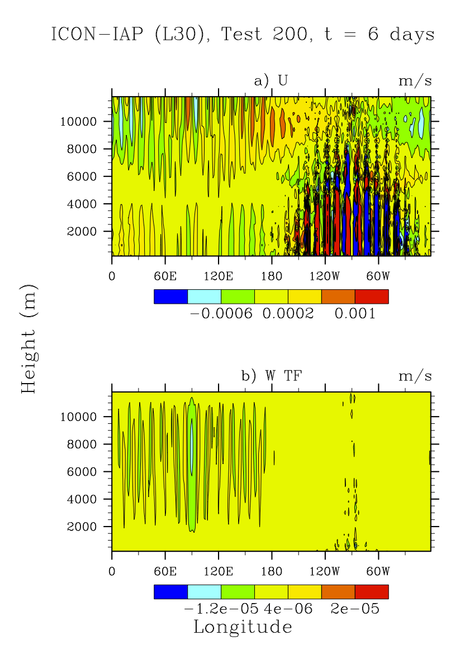 ICON−IAP (L30), Test 200, t = 6 days
a) U m/s
10000
8000
6000
4000
2000
0 60E 120E 180 120W 60W
−0.0006 0.0002 0.001
Height (m)
b) W TF m/s
10000
8000
6000
4000
2000
0 60E 120E 180 120W 60W
−1.2e−05 4e−06 2e−05
Longitude